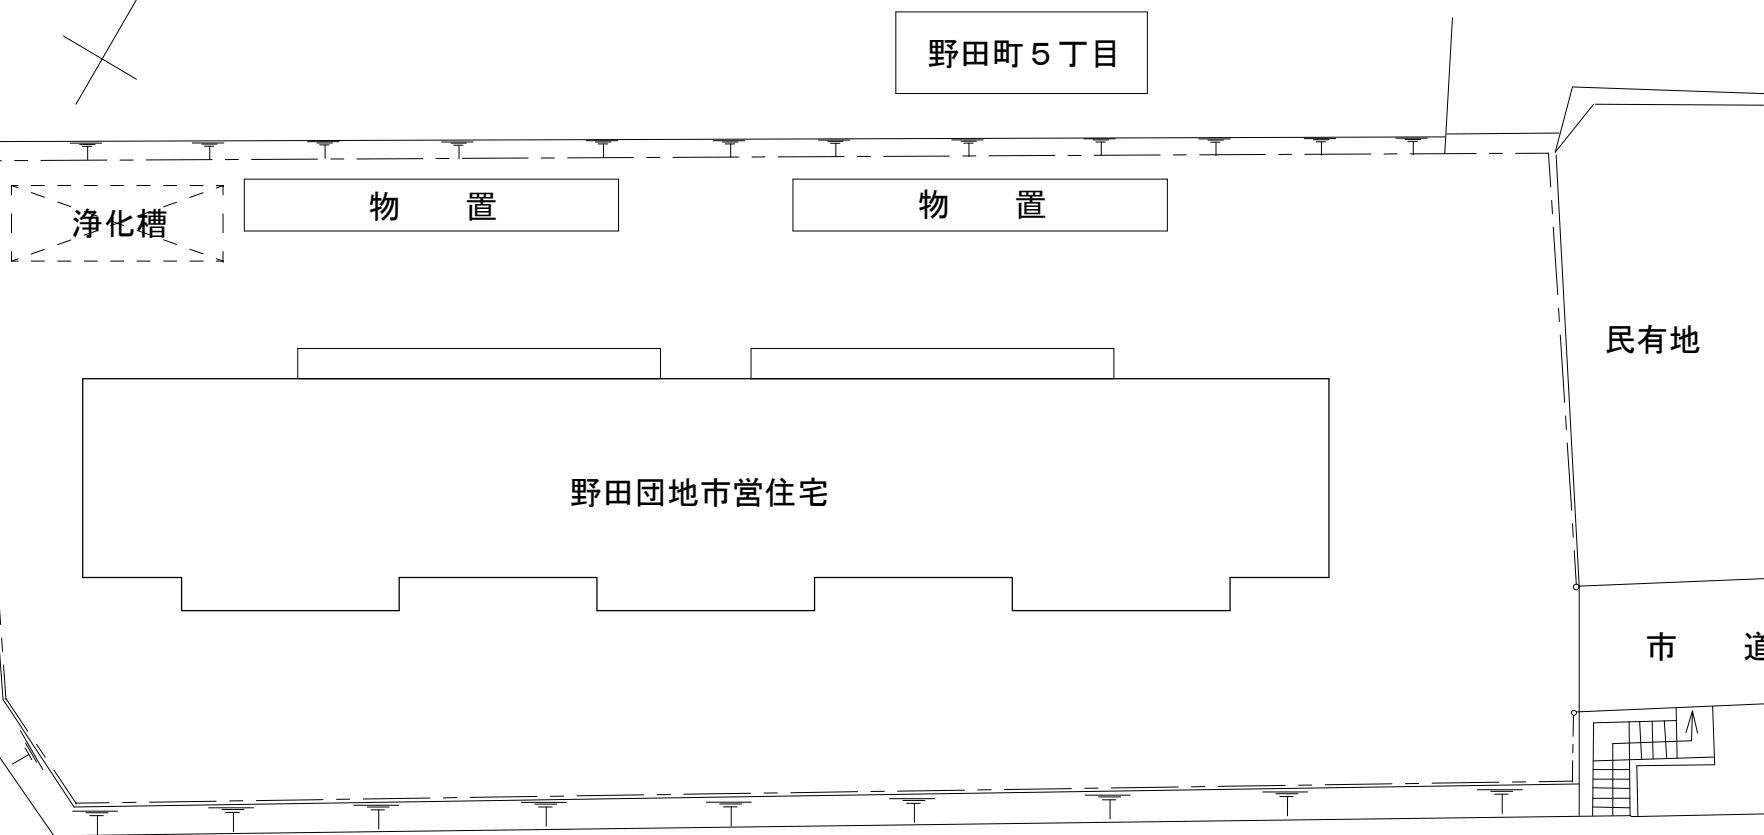 野田町５丁目
浄化槽
物　置
物　置
民有地
野田団地市営住宅
市　道